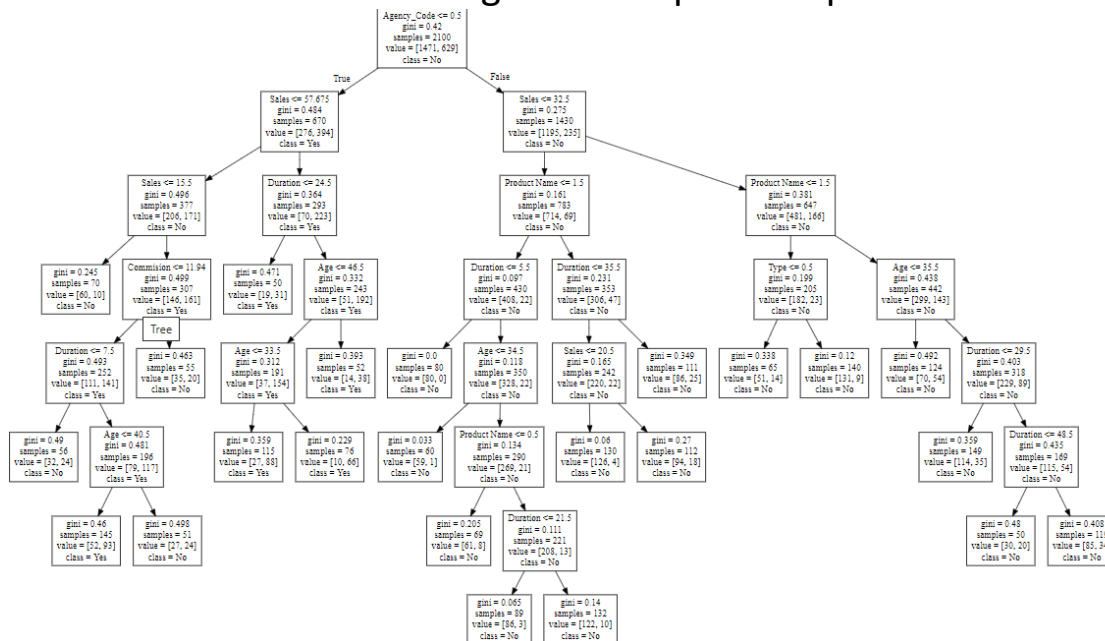 Agency_Code <= 0.5
gini = 0.42
samples = 2100
value = [1471, 629]
class = No
True
False
Sales <= 57.675
gini = 0.484
samples = 670
value = [276, 394]
class = Yes
Sales <= 32.5
gini = 0.275
samples = 1430
value = [1195, 235]
class = No
Sales <= 15.5
gini = 0.496
samples = 377
value = [206, 171]
class = No
Duration <= 24.5
gini = 0.364
samples = 293
value = [70, 223]
class = Yes
Product Name <= 1.5
gini = 0.161
samples = 783
value = [714, 69]
class = No
Product Name <= 1.5
gini = 0.381
samples = 647
value = [481, 166]
class = No
gini = 0.245
samples = 70
value = [60, 10]
class = No
Commision <= 11.94
gini = 0.499
samples = 307
value = [146, 161]
class = Yes
gini = 0.471
samples = 50
value = [19, 31]
class = Yes
Age <= 46.5
gini = 0.332
samples = 243
value = [51, 192]
class = Yes
Duration <= 5.5
gini = 0.097
samples = 430
value = [408, 22]
class = No
Duration <= 35.5
gini = 0.231
samples = 353
value = [306, 47]
class = No
Type <= 0.5
gini = 0.199
samples = 205
value = [182, 23]
class = No
Age <= 35.5
gini = 0.438
samples = 442
value = [299, 143]
class = No
Tree
Duration <= 7.5
gini = 0.493
samples = 252
value = [111, 141]
class = Yes
gini = 0.463
samples = 55
value = [35, 20]
class = No
Age <= 33.5
gini = 0.312
samples = 191
value = [37, 154]
class = Yes
gini = 0.393
samples = 52
value = [14, 38]
class = Yes
gini = 0.0
samples = 80
value = [80, 0]
class = No
Age <= 34.5
gini = 0.118
samples = 350
value = [328, 22]
class = No
Sales <= 20.5
gini = 0.165
samples = 242
value = [220, 22]
class = No
gini = 0.349
samples = 111
value = [86, 25]
class = No
gini = 0.338
samples = 65
value = [51, 14]
class = No
gini = 0.12
samples = 140
value = [131, 9]
class = No
gini = 0.492
samples = 124
value = [70, 54]
class = No
Duration <= 29.5
gini = 0.403
samples = 318
value = [229, 89]
class = No
gini = 0.49
samples = 56
value = [32, 24]
class = No
Age <= 40.5
gini = 0.481
samples = 196
value = [79, 117]
class = Yes
gini = 0.359
samples = 115
value = [27, 88]
class = Yes
gini = 0.229
samples = 76
value = [10, 66]
class = Yes
gini = 0.033
samples = 60
value = [59, 1]
class = No
Product Name <= 0.5
gini = 0.134
samples = 290
value = [269, 21]
class = No
gini = 0.06
samples = 130
value = [126, 4]
class = No
gini = 0.27
samples = 112
value = [94, 18]
class = No
gini = 0.359
samples = 149
value = [114, 35]
class = No
Duration <= 48.5
gini = 0.435
samples = 169
value = [115, 54]
class = No
gini = 0.46
samples = 145
value = [52, 93]
class = Yes
gini = 0.498
samples = 51
value = [27, 24]
class = No
gini = 0.205
samples = 69
value = [61, 8]
class = No
Duration <= 21.5
gini = 0.111
samples = 221
value = [208, 13]
class = No
gini = 0.48
samples = 50
value = [30, 20]
class = No
gini = 0.408
samples = 11
value = [85, 34
class = No
gini = 0.065
samples = 89
value = [86, 3]
class = No
gini = 0.14
samples = 132
value = [122, 10]
class = No